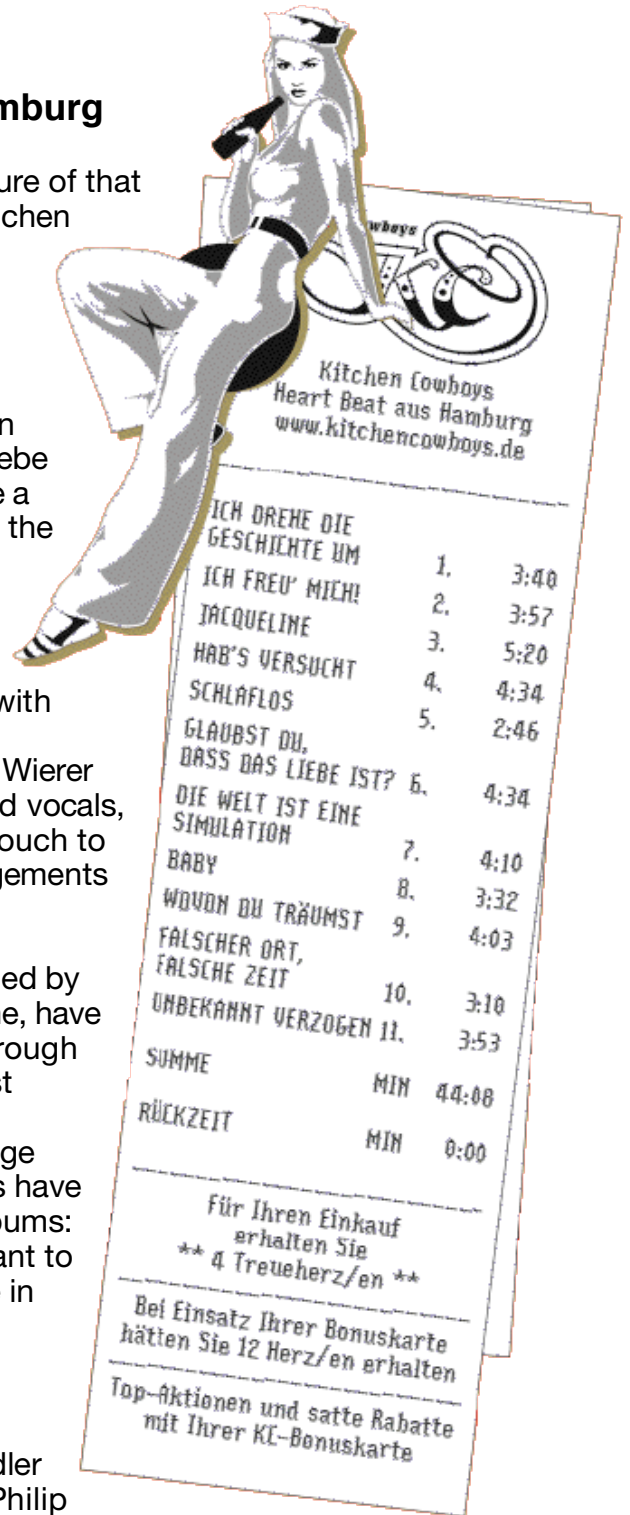 mburg
ure of that
chen
n
ebe
e a
the
with
Wierer
d vocals,
ouch to
gements
ed by
ne, have
rough
st
ge
s have
oums:
ant to
in
dler
Philip
wboys
KC
Kitchen Cowboys
Heart Beat aus Hamburg
www.kitchencowboys.de
ICH DREHE DIE
GESCHICHTE UM 1. 3:40
ICH FREU' MICH! 2. 3:57
JACQUELINE 3. 5:20
HAB'S VERSUCHT 4. 4:34
SCHLAFLOS 5. 2:46
GLAUBST DU,
DASS DAS LIEBE IST? 6. 4:34
DIE WELT IST EINE
SIMULATION 7. 4:10
BABY 8. 3:32
WOVON DU TRÄUMST 9. 4:03
FALSCHER ORT,
FALSCHE ZEIT 10. 3:10
UNBEKANNT VERZOGEN 11. 3:53
SUMME MIN 44:08
RÜCKZEIT MIN 0:00
Für Ihren Einkauf
erhalten Sie
** 4 Treueherz/en **
Bei Einsatz Ihrer Bonuskarte
hätten Sie 12 Herz/en erhalten
Top-Aktionen und satte Rabatte
mit Ihrer KC-Bonuskarte